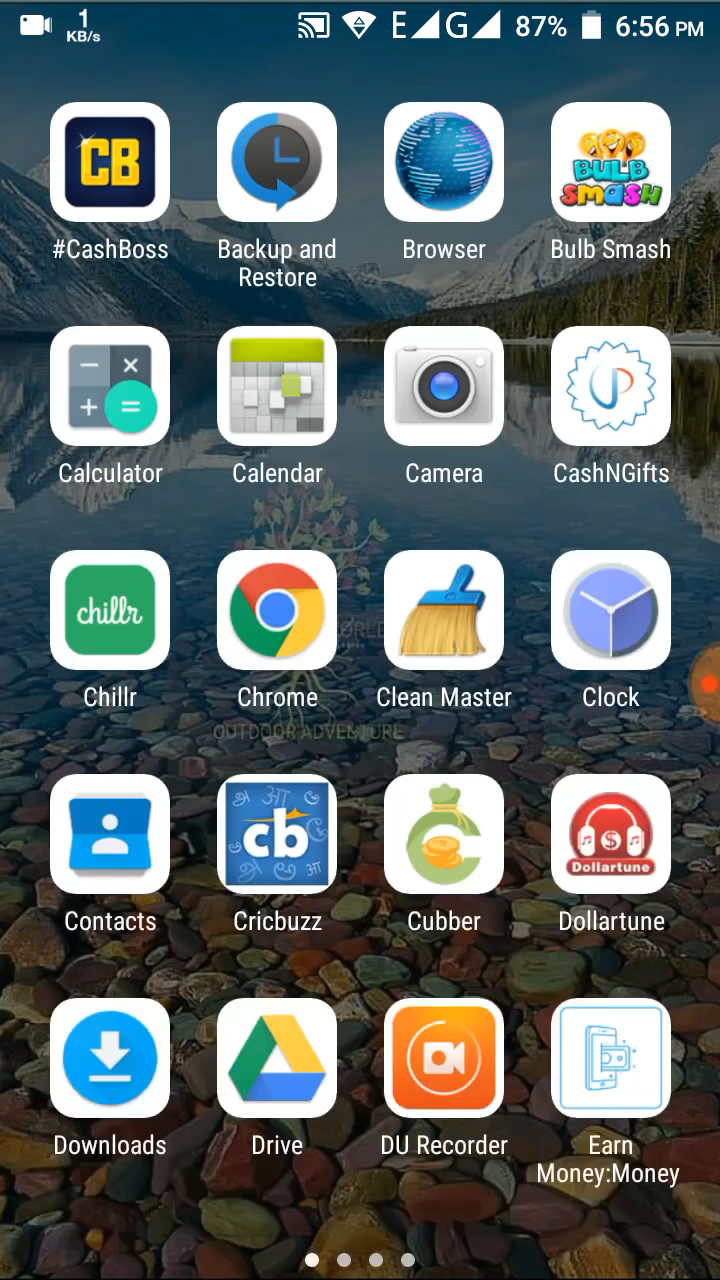 1
KB/s
E G 87% 6:56 PM
CB
BULB
SMASH
#CashBoss
Backup and
Restore
Browser
Bulb Smash
Calculator
Calendar
Camera
CashNGifts
chillr
Chillr
Chrome
Clean Master
Clock
OUTDOOR ADVENTURE
அ आ
cb
Dollartune
Contacts
Cricbuzz
Cubber
Dollartune
Downloads
Drive
DU Recorder
Earn
Money:Money